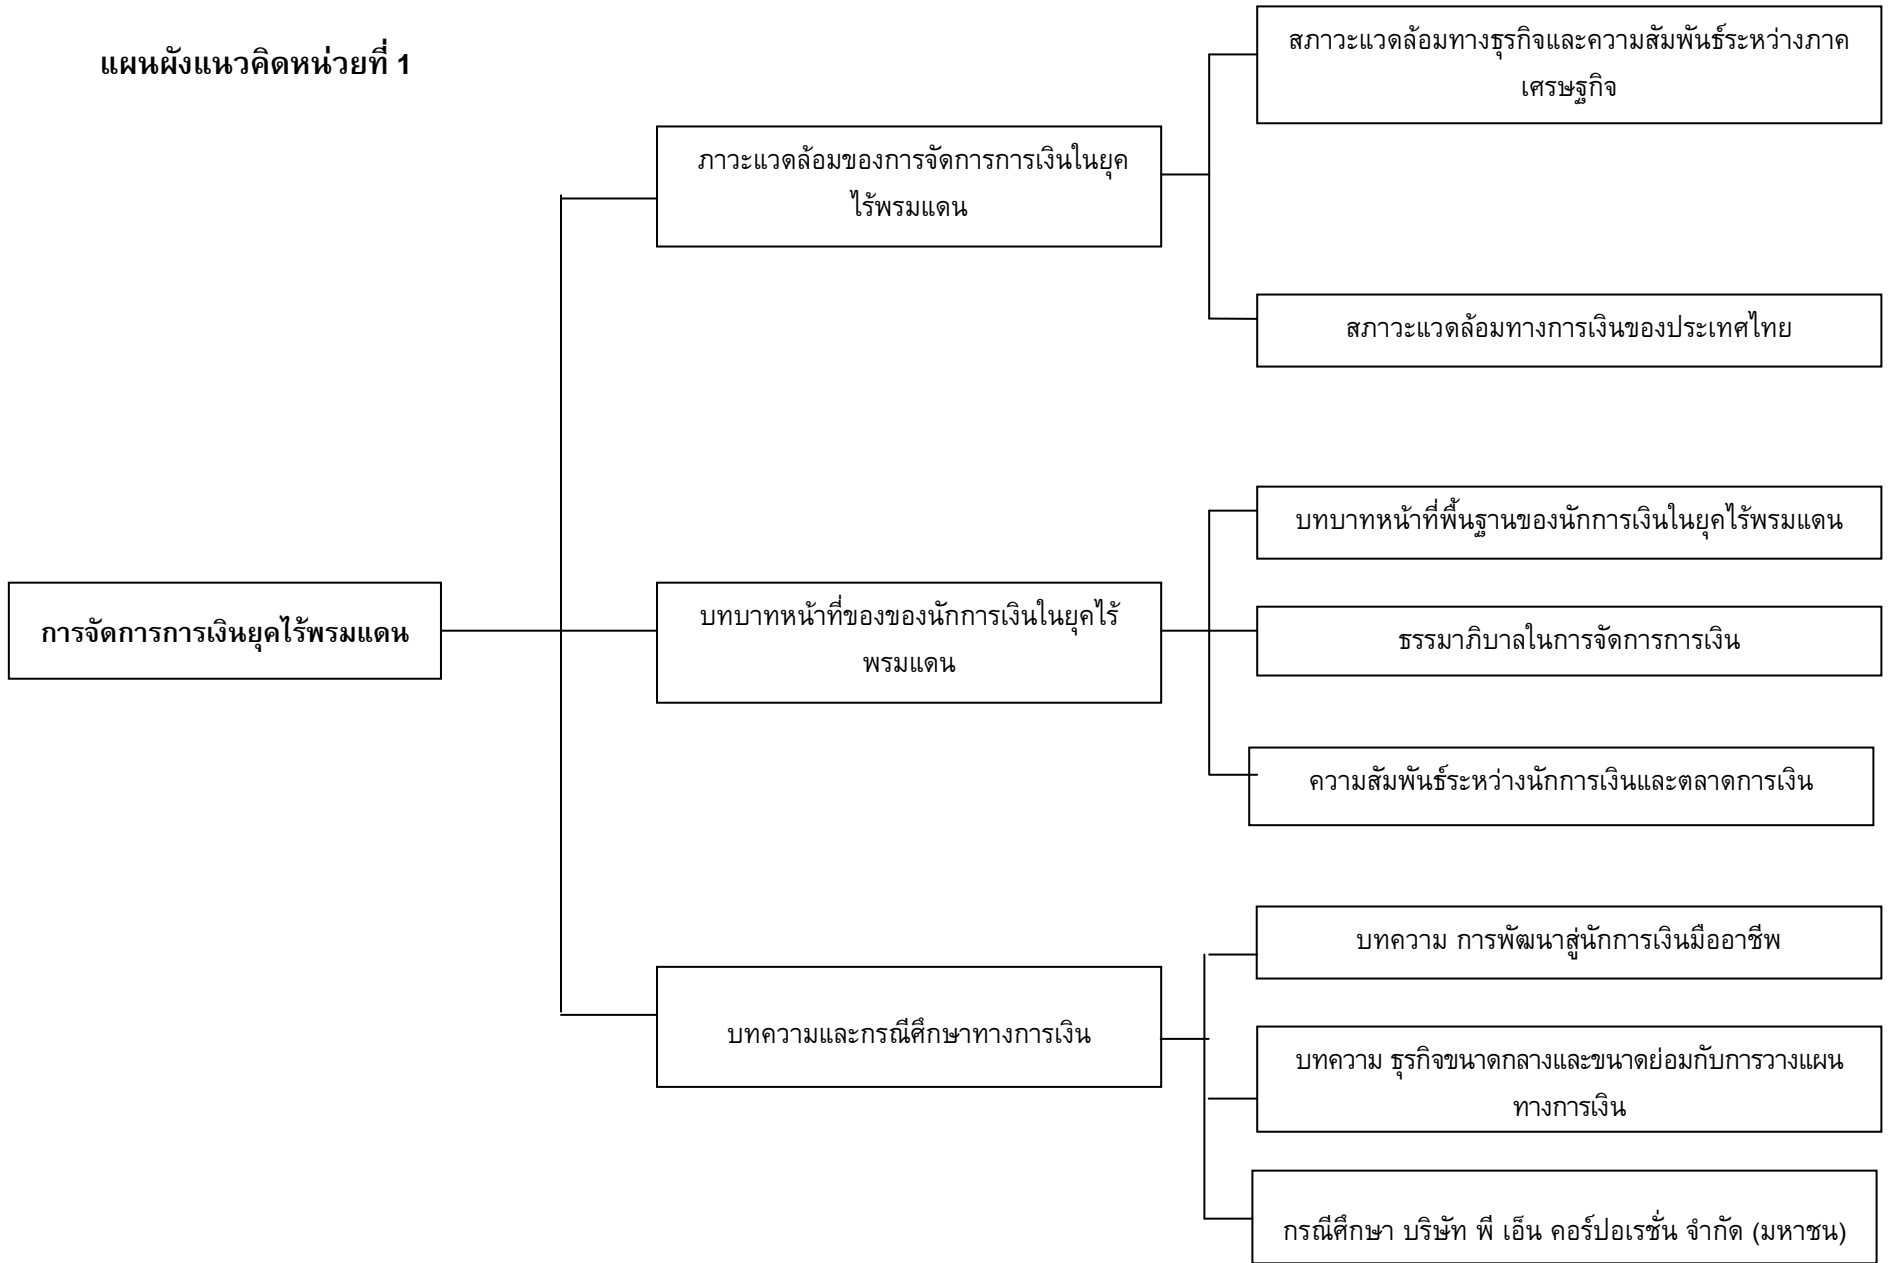 แผนผังแนวคิดหน่วยที่ 1
สภาวะแวดล้อมทางธุรกิจและความสัมพันธ์ระหว่างภาค
เศรษฐกิจ
ภาวะแวดล้อมของการจัดการการเงินในยุค
ไร้พรมแดน
สภาวะแวดล้อมทางการเงินของประเทศไทย
บทบาทหน้าที่พื้นฐานของนักการเงินในยุคไร้พรมแดน
การจัดการการเงินยุคไร้พรมแดน
บทบาทหน้าที่ของของนักการเงินในยุคไร้
พรมแดน
ธรรมาภิบาลในการจัดการการเงิน
ความสัมพันธ์ระหว่างนักการเงินและตลาดการเงิน
บทความ การพัฒนาสู่นักการเงินมืออาชีพ
บทความและกรณีศึกษาทางการเงิน
บทความ ธุรกิจขนาดกลางและขนาดย่อมกับการวางแผน
ทางการเงิน
กรณีศึกษา บริษัท พี เอ็น คอร์ปอเรชั่น จำกัด (มหาชน)